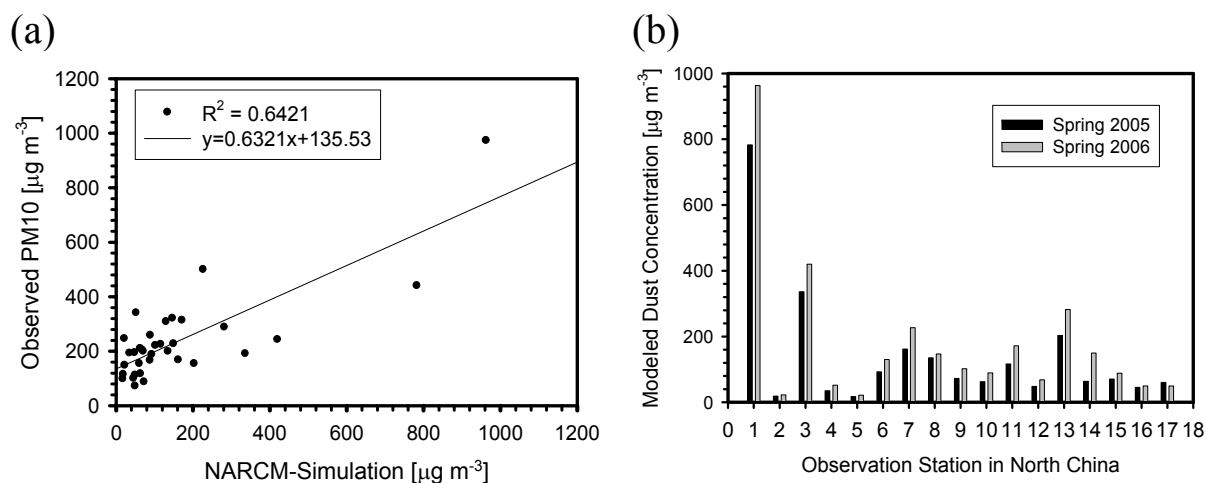 (a)
Observed PM10 [μg m⁻³]
1200
1000
800
600
400
200
0
R² = 0.6421
y=0.6321x+135.53
0 200 400 600 800 1000 1200
NARCM-Simulation [μg m⁻³]
(b)
Modeled Dust Concentration [μg m⁻³]
1000
800
600
400
200
0
Spring 2005
Spring 2006
0 1 2 3 4 5 6 7 8 9 10 11 12 13 14 15 16 17 18
Observation Station in North China